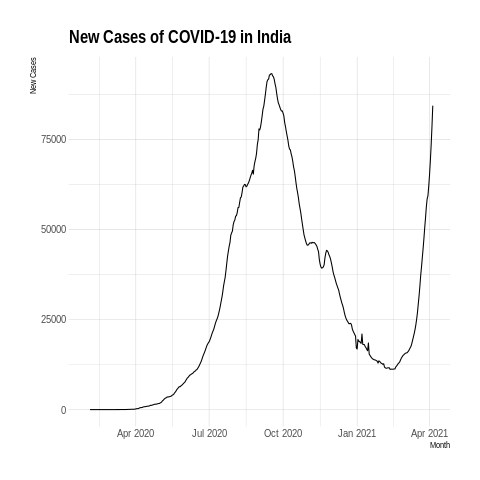 New Cases of COVID-19 in India
New Cases
75000
50000
25000
0
Apr 2020 Jul 2020 Oct 2020 Jan 2021 Apr 2021
Month